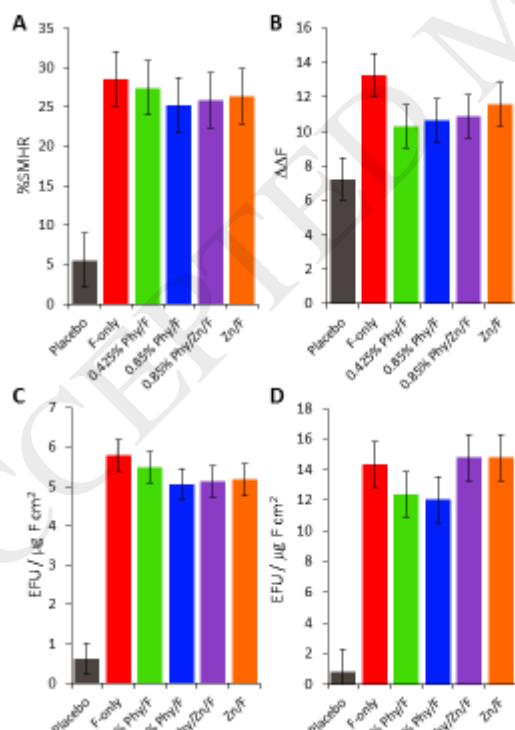 A
%SMHR
35
30
25
20
15
10
5
0
Placebo
F-only
0.425% Phy/F
0.85% Phy/F
0.85% Phy/Zn/F
Zn/F
B
ΔΔF
16
14
12
10
8
6
4
2
0
Placebo
F-only
0.425% Phy/F
0.85% Phy/F
0.85% Phy/Zn/F
Zn/F
C
EFU / μg F cm²
7
6
5
4
3
2
1
0
Placebo
F-only
% Phy/F
% Phy/F
Phy/Zn/F
Zn/F
D
EFU / μg F cm²
18
16
14
12
10
8
6
4
2
0
Placebo
F-only
% Phy/F
% Phy/F
Phy/Zn/F
Zn/F
CCEPTED M